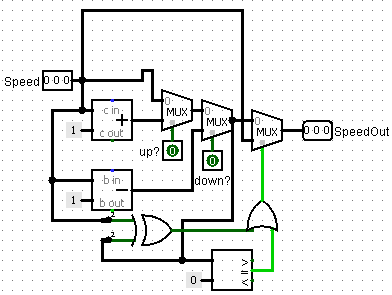 Speed 0 0 0
c in
+
1 c out
0 MUX
up? 0
0 MUX
down? 0
0 MUX
0 0 0 SpeedOut
b in
-
1 b out
2
2
0
>
=
<